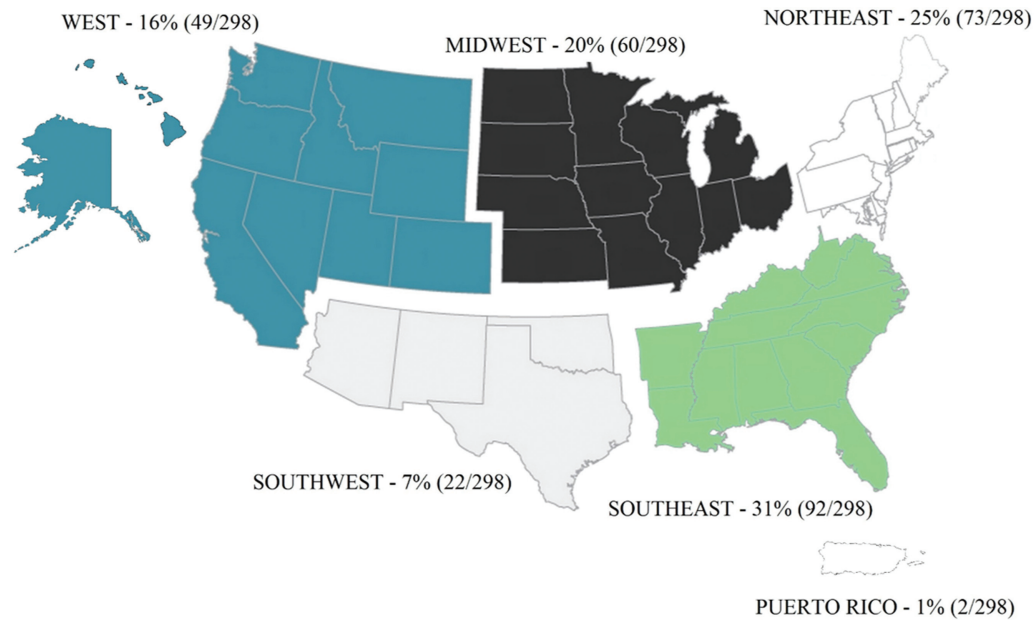 WEST - 16% (49/298)
NORTHEAST - 25% (73/298)
MIDWEST - 20% (60/298)
SOUTHWEST - 7% (22/298)
SOUTHEAST - 31% (92/298)
PUERTO RICO - 1% (2/298)